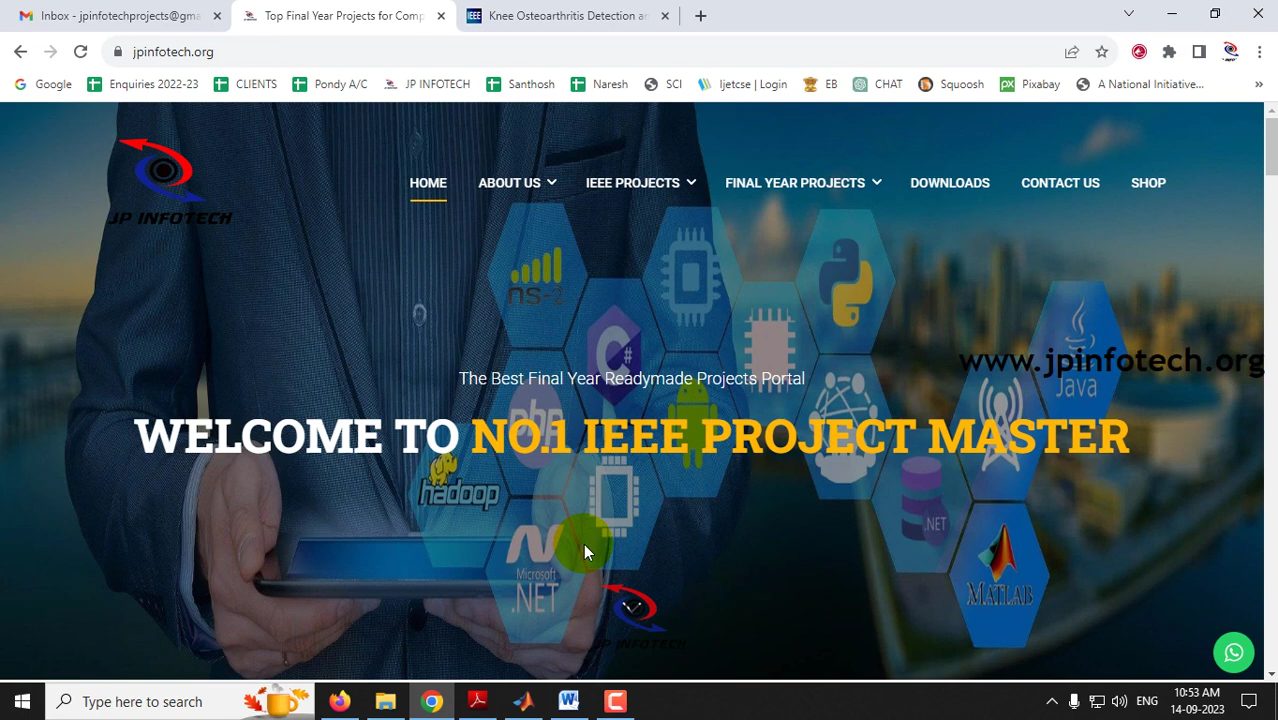 Inbox - jpinfotechprojects@gma
Top Final Year Projects for Comp
IEEE
Knee Osteoarthritis Detection an
jpinfotech.org
Google
Enquiries 2022-23
CLIENTS
Pondy A/C
JP INFOTECH
Santhosh
Naresh
SCI
Ijetcse | Login
EB
CHAT
Squoosh
px
Pixabay
A National Initiative...
»
JP INFOTECH
HOME
ABOUT US
IEEE PROJECTS
FINAL YEAR PROJECTS
DOWNLOADS
CONTACT US
SHOP
C#
php
www.jpinfotech.org
Java
The Best Final Year Readymade Projects Portal
WELCOME TO NO.1 IEEE PROJECT MASTER
hadoop
.NET
Microsoft
.NET
MATLAB
JP INFOTECH
Type here to search
ENG
10:53 AM
14-09-2023